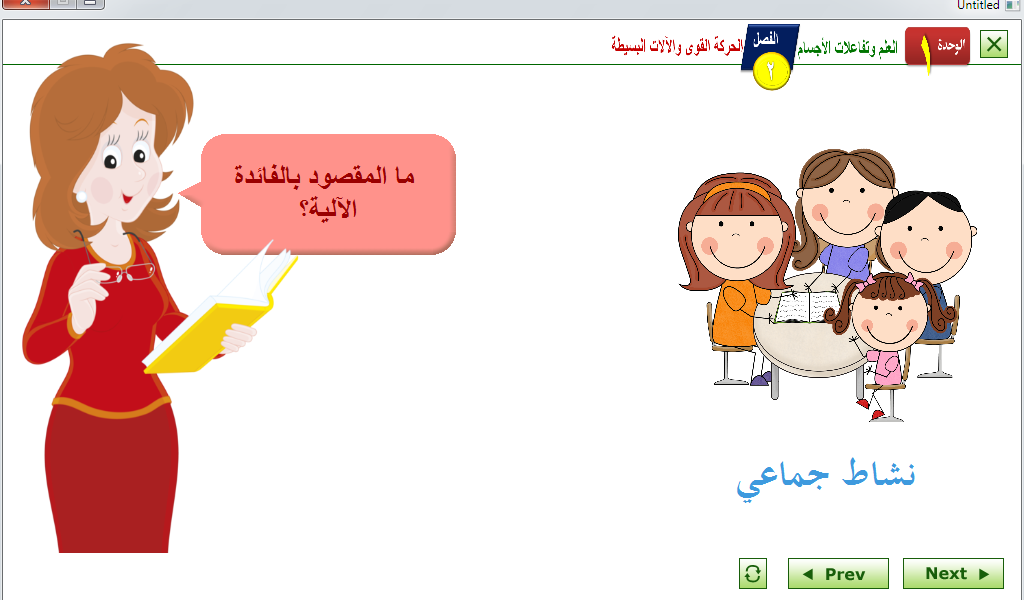 Untitled
الوحدة
١
العلم وتفاعلات الأجسام
الفصل
٢
الحركة القوى والآلات البسيطة
ما المقصود بالفائدة
الآلية؟
نشاط جماعي
Prev
Next